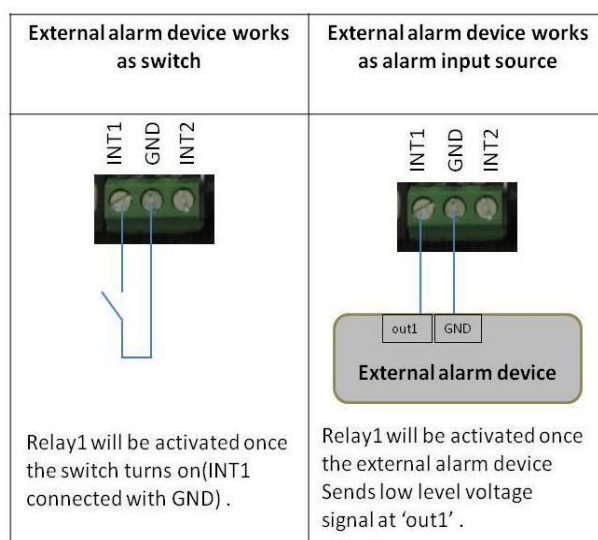 External alarm device works
as switch
External alarm device works
as alarm input source
INT1
GND
INT2
Relay1 will be activated once
the switch turns on(INT1
connected with GND) .
INT1
GND
INT2
out1
GND
External alarm device
Relay1 will be activated once
the external alarm device
Sends low level voltage
signal at ‘out1’ .